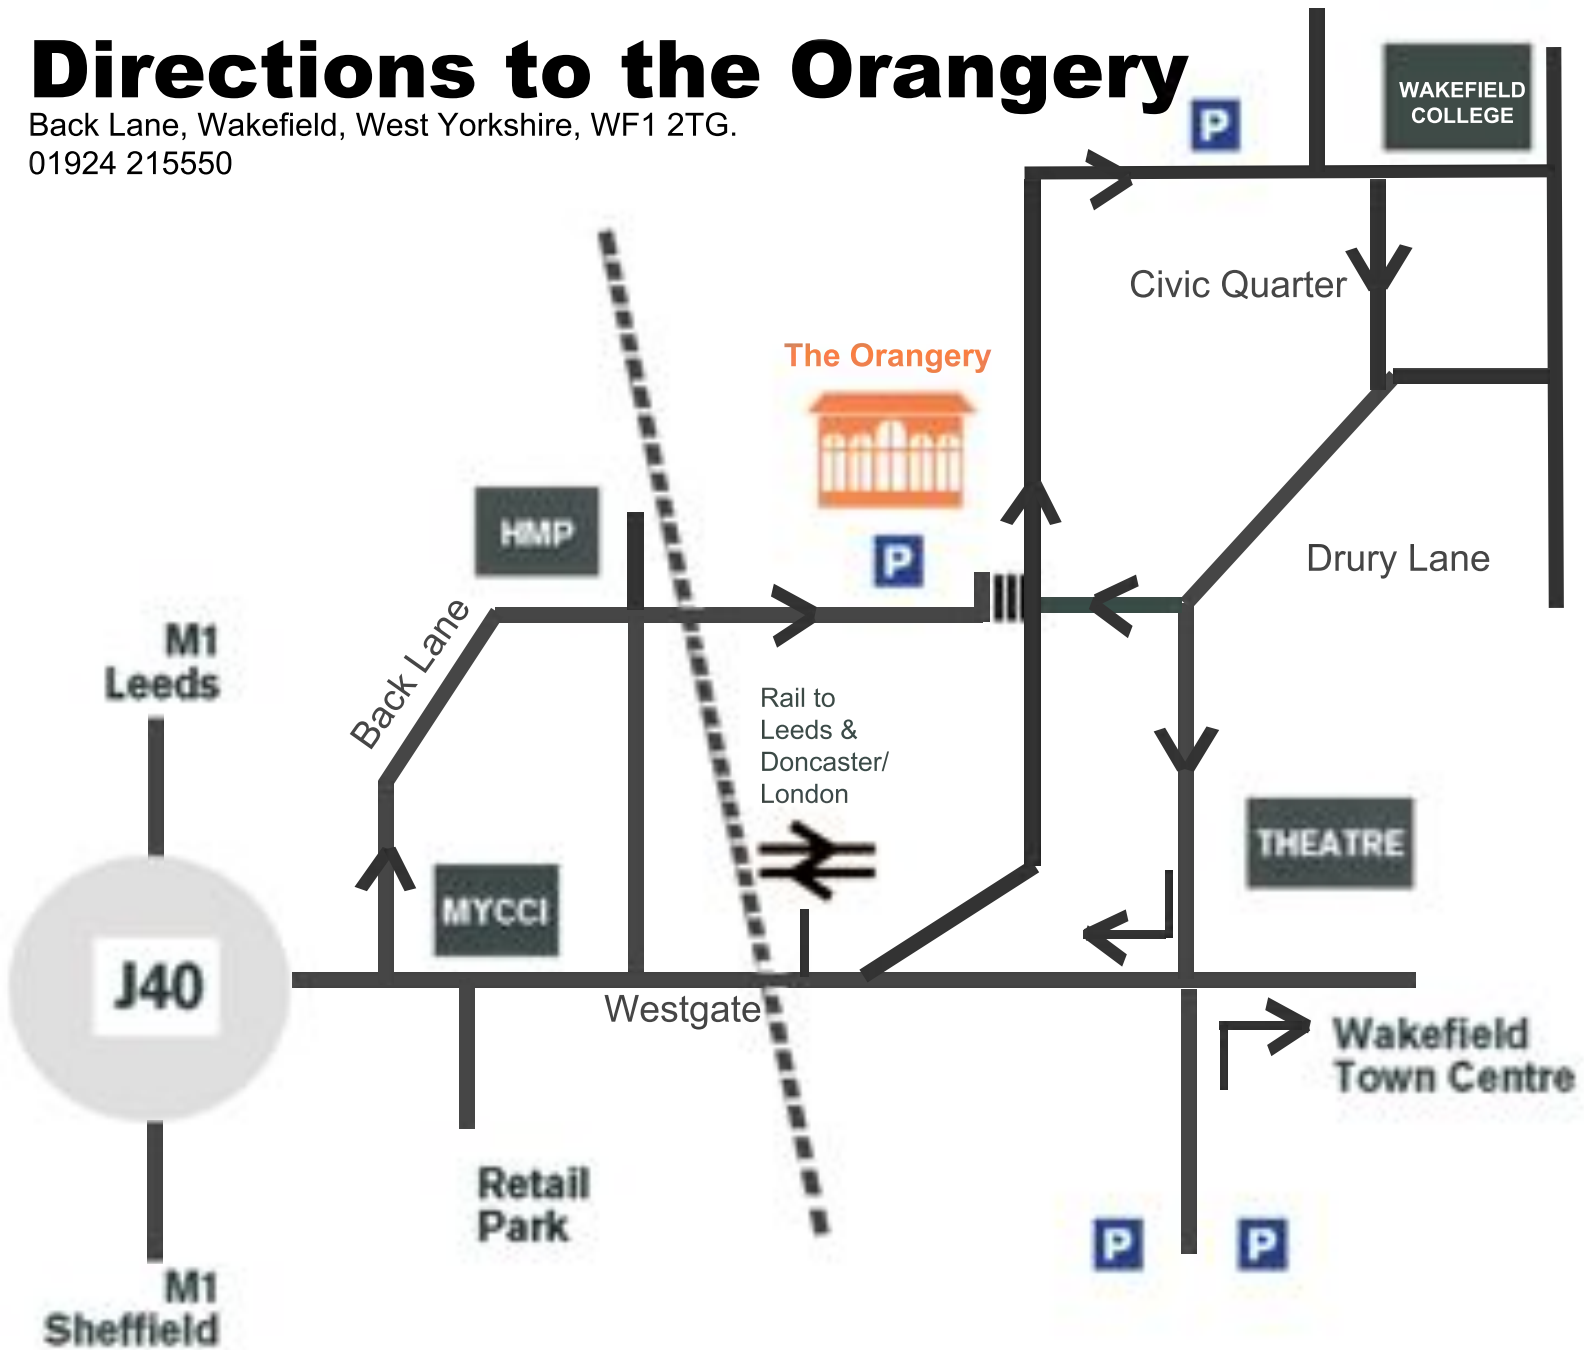 Directions to the Orangery
Back Lane, Wakefield, West Yorkshire, WF1 2TG.
01924 215550
P
WAKEFIELD
COLLEGE
Civic Quarter
The Orangery
HMP
P
Drury Lane
Back Lane
M1
Leeds
Rail to
Leeds &
Doncaster/
London
THEATRE
MYCCI
J40
Westgate
Wakefield
Town Centre
Retail
Park
P
P
M1
Sheffield